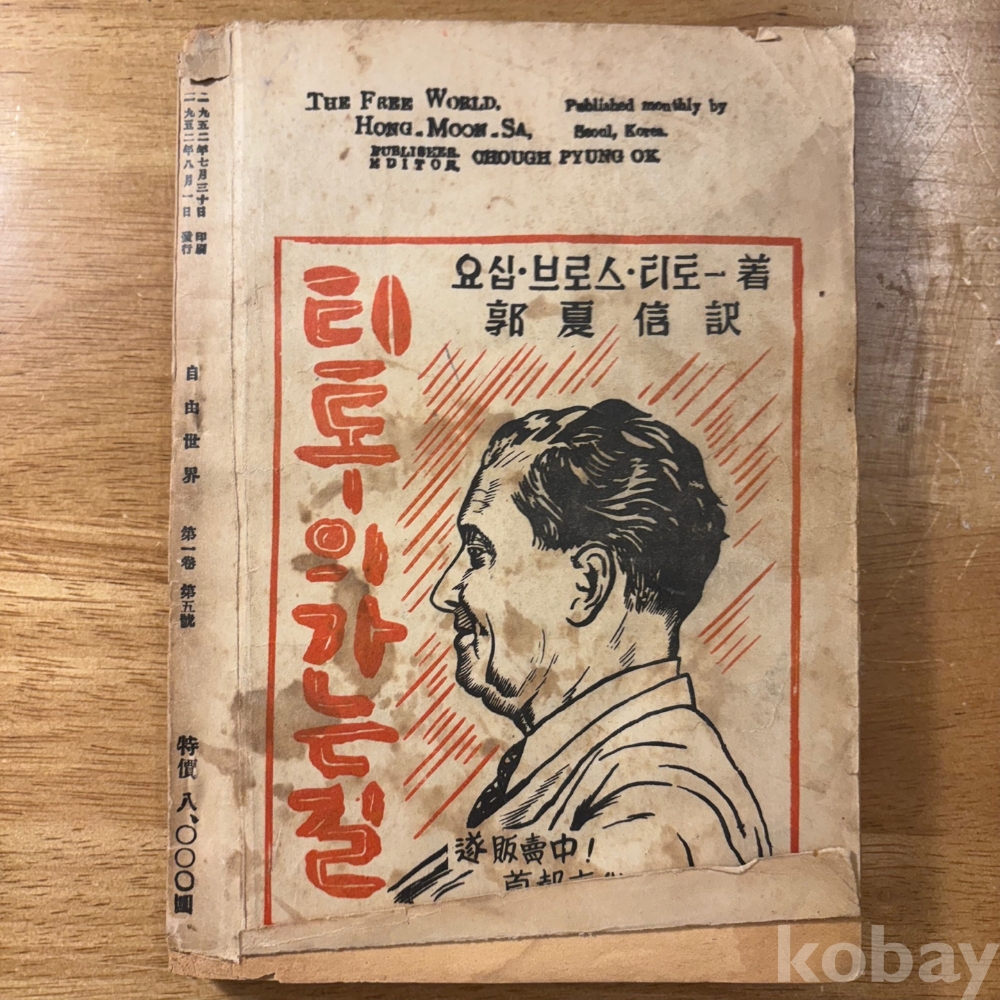 THE FREE WORLD. Published monthly by
HONG-MOON-SA, Seoul, Korea.
PUBLISHER
EDITOR CHOUGH PYUNG OK
요십·브로스·티토ー 著
郭夏信 訳
티토의 가는 길
遂販賣中!
一九五二年七月三十日 印刷
一九五二年八月一日 發行
自由世界 第一卷 第五號
特價 八、〇〇〇圓
kobay